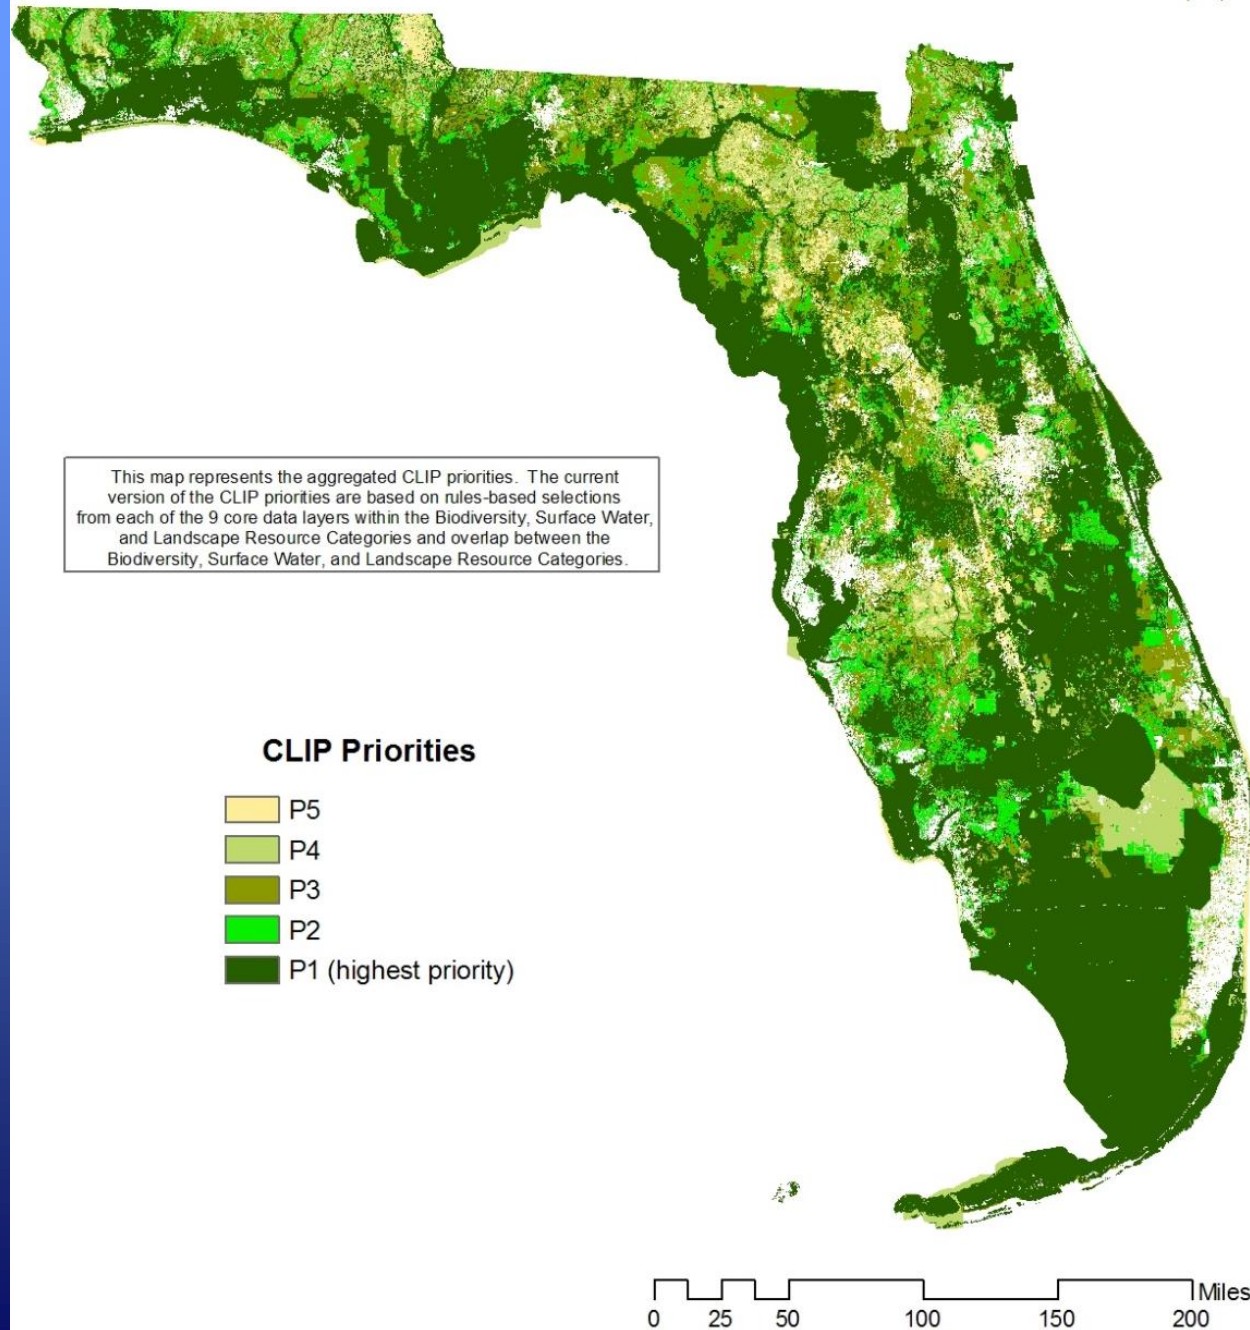 This map represents the aggregated CLIP priorities. The current
version of the CLIP priorities are based on rules-based selections
from each of the 9 core data layers within the Biodiversity, Surface Water,
and Landscape Resource Categories and overlap between the
Biodiversity, Surface Water, and Landscape Resource Categories.
CLIP Priorities
P5
P4
P3
P2
P1 (highest priority)
Miles
0 25 50 100 150 200